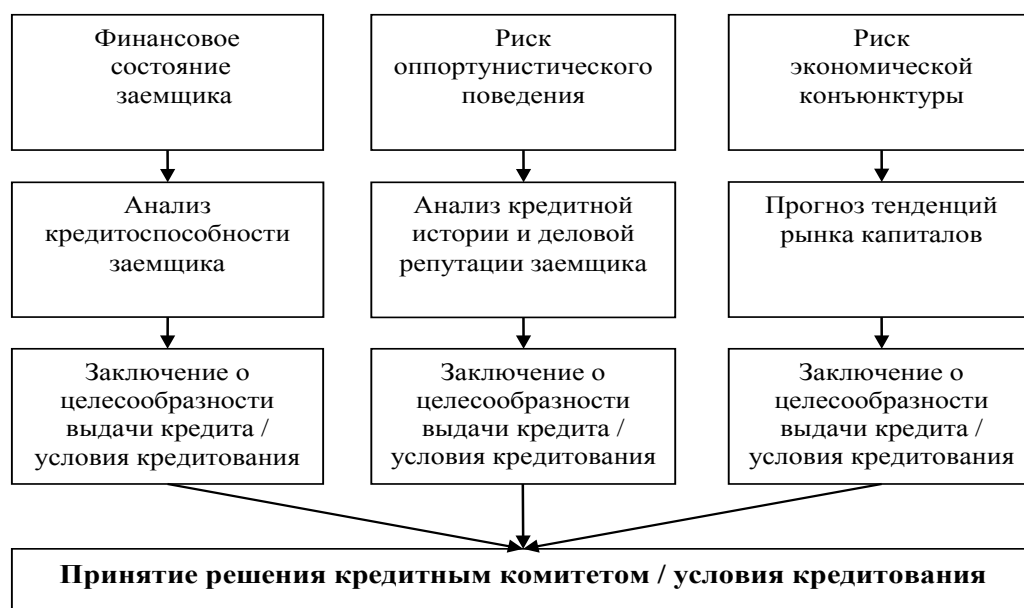 Финансовое
состояние
заемщика
Риск
оппортунистического
поведения
Риск
экономической
конъюнктуры
Анализ
кредитоспособности
заемщика
Анализ кредитной
истории и деловой
репутации заемщика
Прогноз тенденций
рынка капиталов
Заключение о
целесообразности
выдачи кредита /
условия кредитования
Заключение о
целесообразности
выдачи кредита /
условия кредитования
Заключение о
целесообразности
выдачи кредита /
условия кредитования
Принятие решения кредитным комитетом / условия кредитования